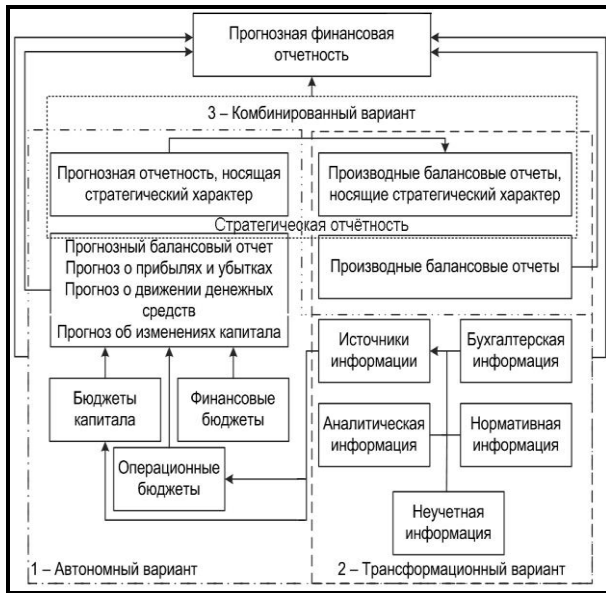 Прогнозная финансовая
отчетность
3 – Комбинированный вариант
Прогнозная отчетность, носящая
стратегический характер
Производные балансовые отчеты,
носящие стратегический характер
Стратегическая отчётность
Прогнозный балансовый отчет
Прогноз о прибылях и убытках
Прогноз о движении денежных
средств
Прогноз об изменениях капитала
Производные балансовые отчеты
Источники
информации
Бухгалтерская
информация
Бюджеты
капитала
Финансовые
бюджеты
Аналитическая
информация
Нормативная
информация
Операционные
бюджеты
Неучетная
информация
1 – Автономный вариант
2 – Трансформационный вариант